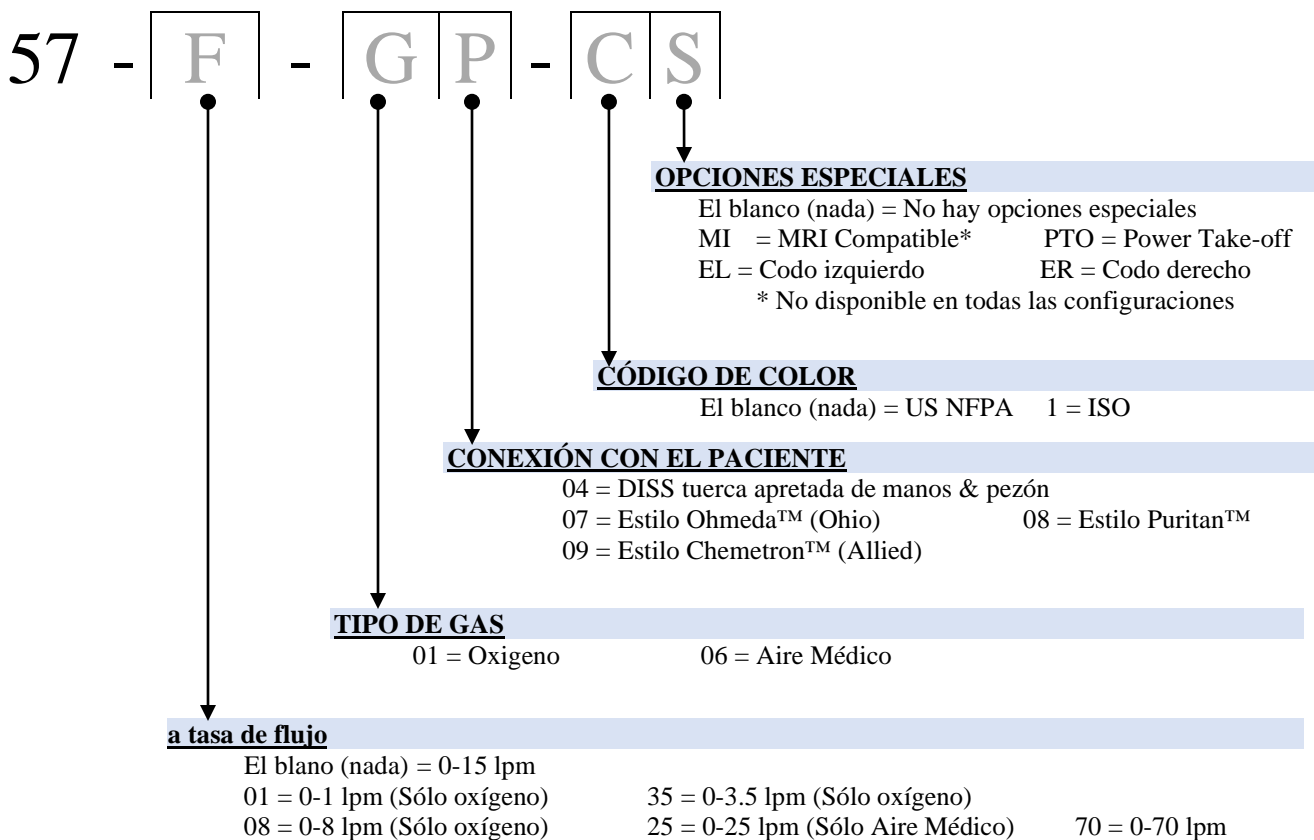 57 - F - G P - C S
OPCIONES ESPECIALES
El blanco (nada) = No hay opciones especiales
MI = MRI Compatible* PTO = Power Take-off
EL = Codo izquierdo ER = Codo derecho
* No disponible en todas las configuraciones
CÓDIGO DE COLOR
El blanco (nada) = US NFPA 1 = ISO
CONEXIÓN CON EL PACIENTE
04 = DISS tuerca apretada de manos & pezón
07 = Estilo Ohmeda™ (Ohio) 08 = Estilo Puritan™
09 = Estilo Chemetron™ (Allied)
TIPO DE GAS
01 = Oxigeno 06 = Aire Médico
a tasa de flujo
El blano (nada) = 0-15 lpm
01 = 0-1 lpm (Sólo oxígeno) 35 = 0-3.5 lpm (Sólo oxígeno)
08 = 0-8 lpm (Sólo oxígeno) 25 = 0-25 lpm (Sólo Aire Médico) 70 = 0-70 lpm